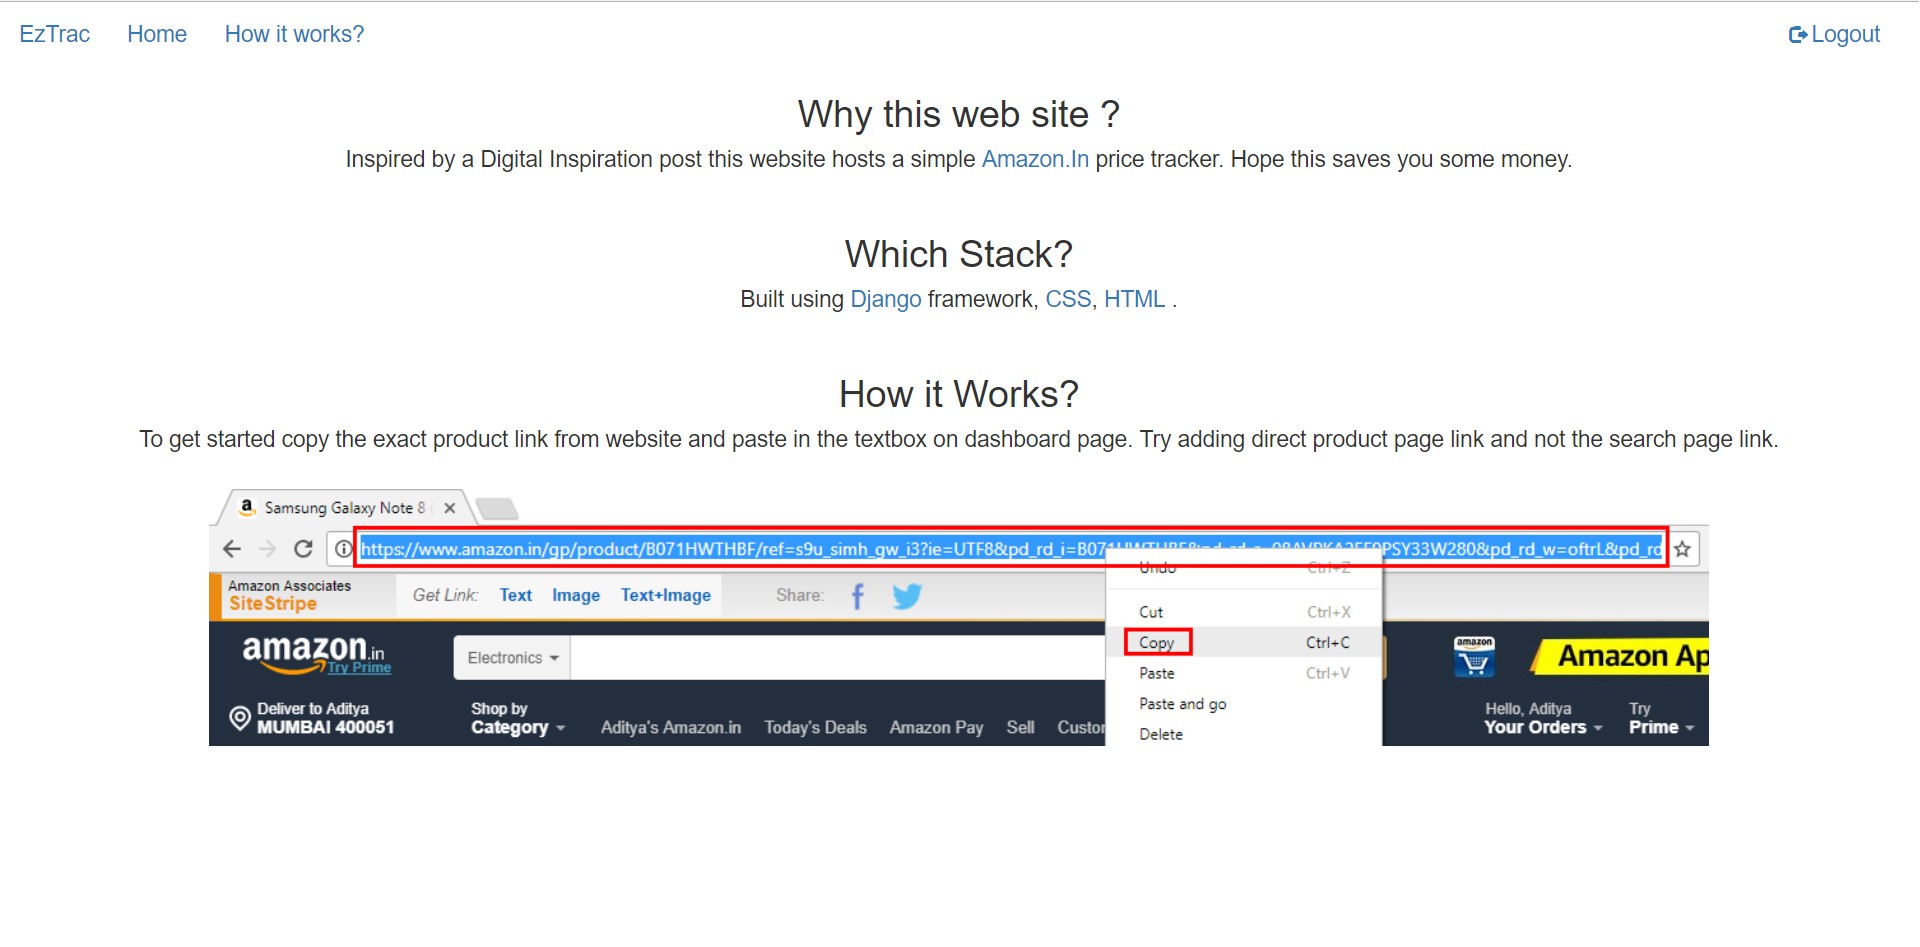 EzTrac Home How it works? Logout
Why this web site ?
Inspired by a Digital Inspiration post this website hosts a simple Amazon.In price tracker. Hope this saves you some money.
Which Stack?
Built using Django framework, CSS, HTML .
How it Works?
To get started copy the exact product link from website and paste in the textbox on dashboard page. Try adding direct product page link and not the search page link.
a Samsung Galaxy Note 8
https://www.amazon.in/gp/product/B071HWTHBF/ref=s9u_simh_gw_i3?ie=UTF8&pd_rd_i=B07 PSY33W280&pd_rd_w=oftrL&pd_rd
Undo Ctrl+Z
Amazon Associates
SiteStripe
Get Link: Text Image Text+Image Share:
Cut Ctrl+X
Copy Ctrl+C
Paste Ctrl+V
Paste and go
Delete
amazon.in
Try Prime
Electronics
amazon
Amazon Ap
Deliver to Aditya
MUMBAI 400051
Shop by
Category
Aditya's Amazon.in Today's Deals Amazon Pay Sell Custor
Hello, Aditya
Your Orders
Try
Prime